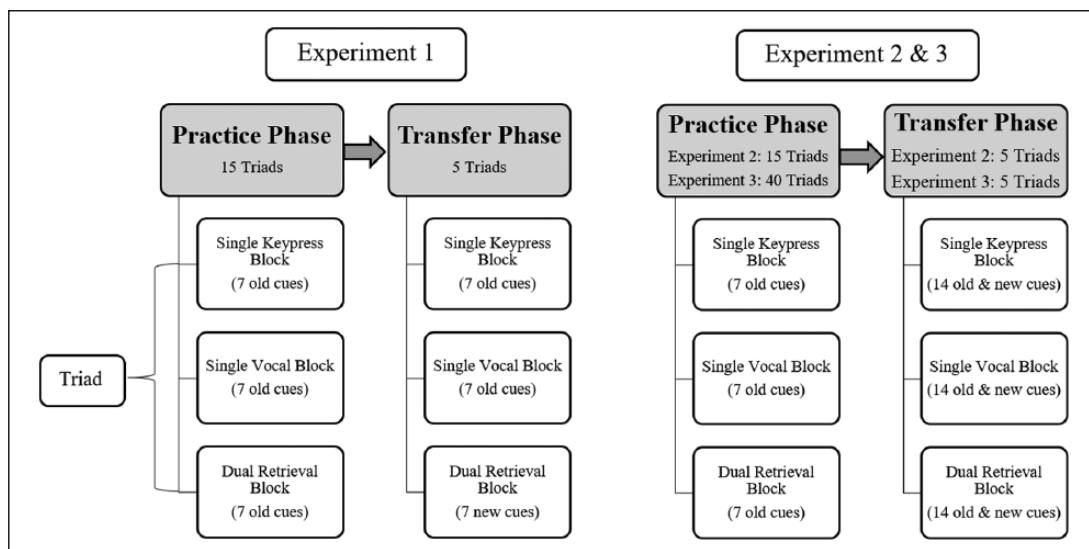 Experiment 1
Practice Phase
15 Triads
Transfer Phase
5 Triads
Triad
Single Keypress
Block
(7 old cues)
Single Vocal Block
(7 old cues)
Dual Retrieval
Block
(7 old cues)
Single Keypress
Block
(7 old cues)
Single Vocal Block
(7 old cues)
Dual Retrieval
Block
(7 new cues)
Experiment 2 & 3
Practice Phase
Experiment 2: 15 Triads
Experiment 3: 40 Triads
Transfer Phase
Experiment 2: 5 Triads
Experiment 3: 5 Triads
Single Keypress
Block
(7 old cues)
Single Vocal Block
(7 old cues)
Dual Retrieval
Block
(7 old cues)
Single Keypress
Block
(14 old & new cues)
Single Vocal Block
(14 old & new cues)
Dual Retrieval
Block
(14 old & new cues)